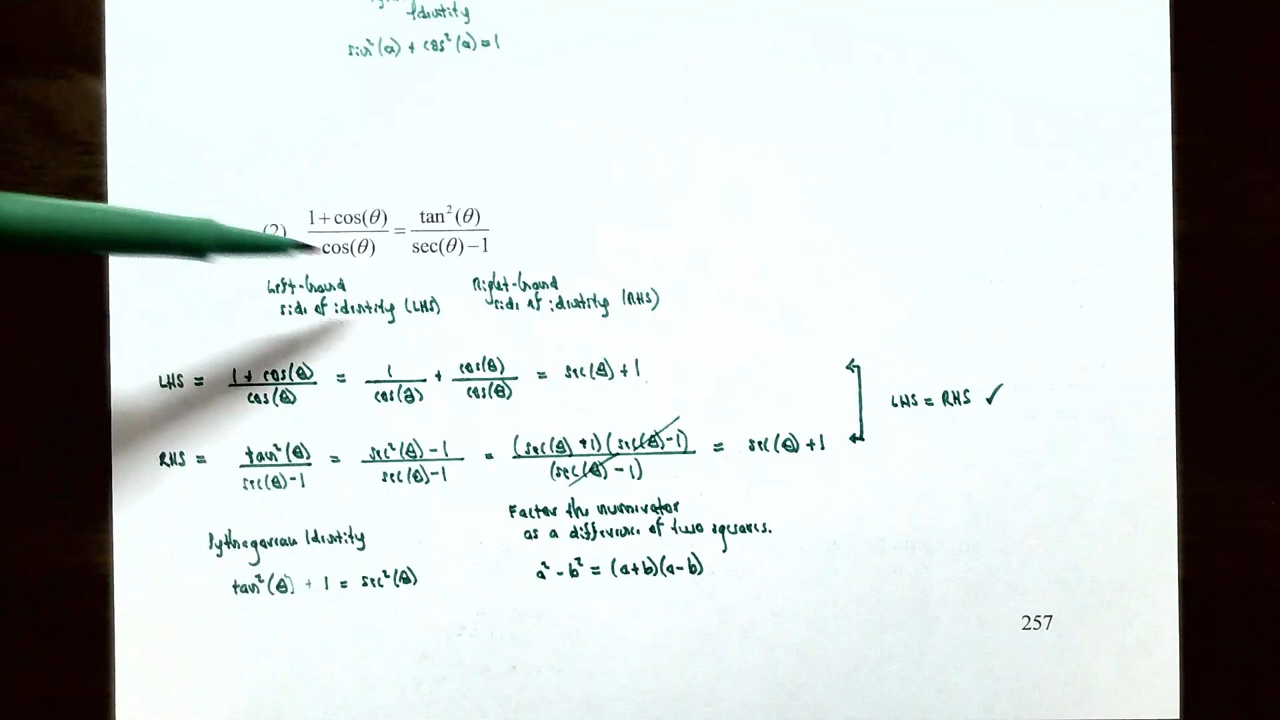 Identity
sin²(a) + cos²(a) = 1
(2) (1+cos(θ))/cos(θ) = tan²(θ)/(sec(θ)−1)
Left-hand side of identity (LHS)
Right-hand side of identity (RHS)
LHS = (1 + cos(θ))/cos(θ) = 1/cos(θ) + cos(θ)/cos(θ) = sec(θ) + 1
LHS = RHS ✓
RHS = tan²(θ)/(sec(θ)-1) = (sec²(θ) - 1)/(sec(θ)-1) = (sec(θ) + 1)(sec(θ)-1)/(sec(θ) - 1) = sec(θ) + 1
Factor the numerator
as a difference of two squares.
a² - b² = (a+b)(a-b)
Pythagorean Identity
tan²(θ) + 1 = sec²(θ)
257